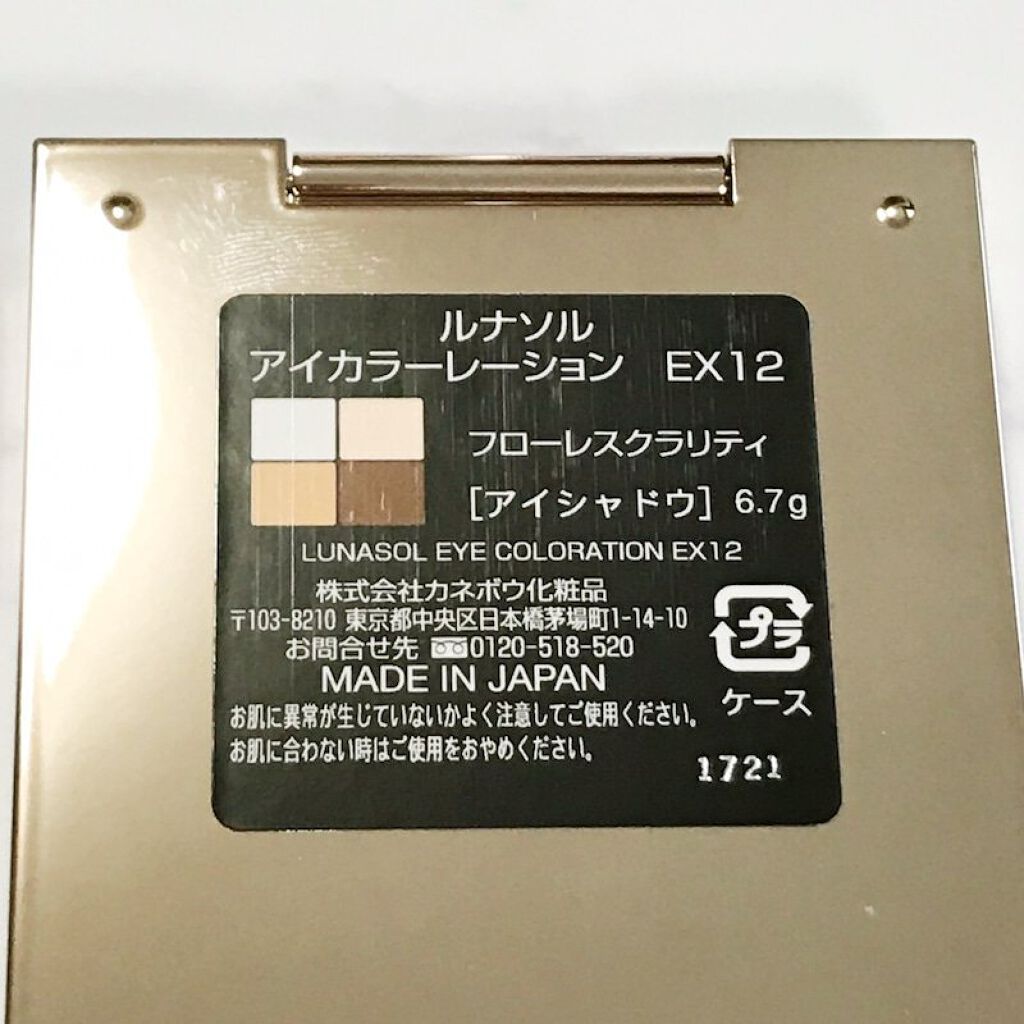 ルナソル
アイカラーレーション EX12
フローレスクラリティ
[アイシャドウ] 6.7g
LUNASOL EYE COLORATION EX12
株式会社カネボウ化粧品
〒103-8210 東京都中央区日本橋茅場町1-14-10
お問合せ先 0120-518-520
MADE IN JAPAN
お肌に異常が生じていないかよく注意してご使用ください。
お肌に合わない時はご使用をおやめください。
プラ
ケース
1721